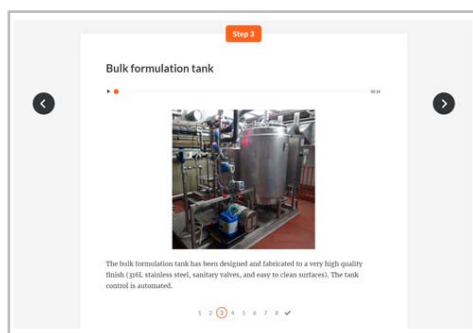 Step 3
Bulk formulation tank
00:34
The bulk formulation tank has been designed and fabricated to a very high quality
finish (316L stainless steel, sanitary valves, and easy to clean surfaces). The tank
control is automated.
1 2 3 4 5 6 7 8